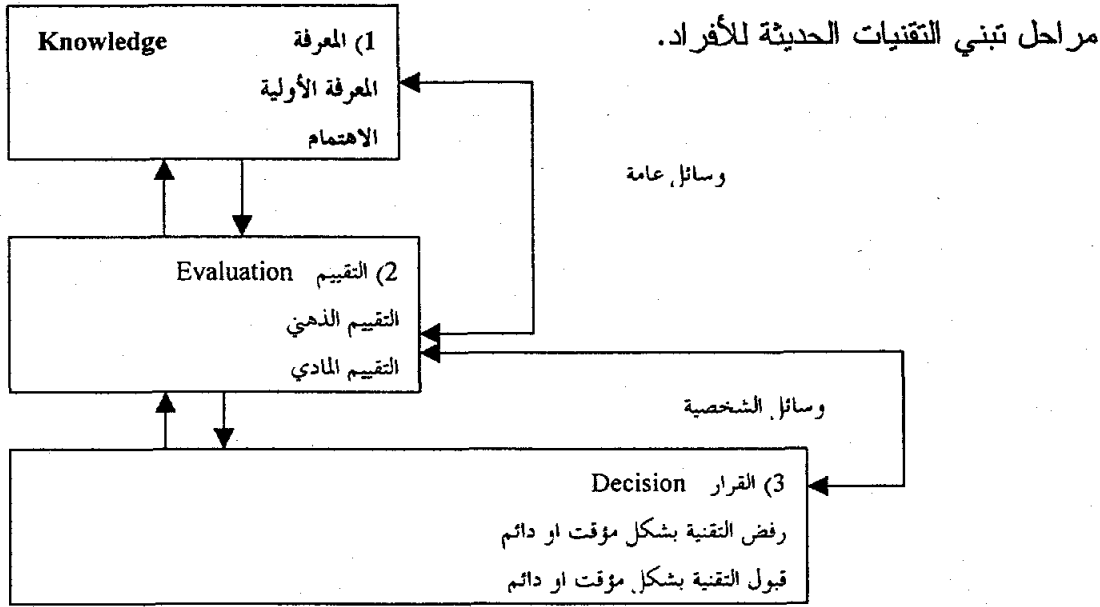 مراحل تبني التقنيات الحديثة للأفراد.
1) المعرفة Knowledge
المعرفة الأولية
الاهتمام
وسائل عامة
2) التقييم Evaluation
التقييم الذهني
التقييم المادي
وسائل الشخصية
3) القرار Decision
رفض التقنية بشكل مؤقت او دائم
قبول التقنية بشكل مؤقت او دائم